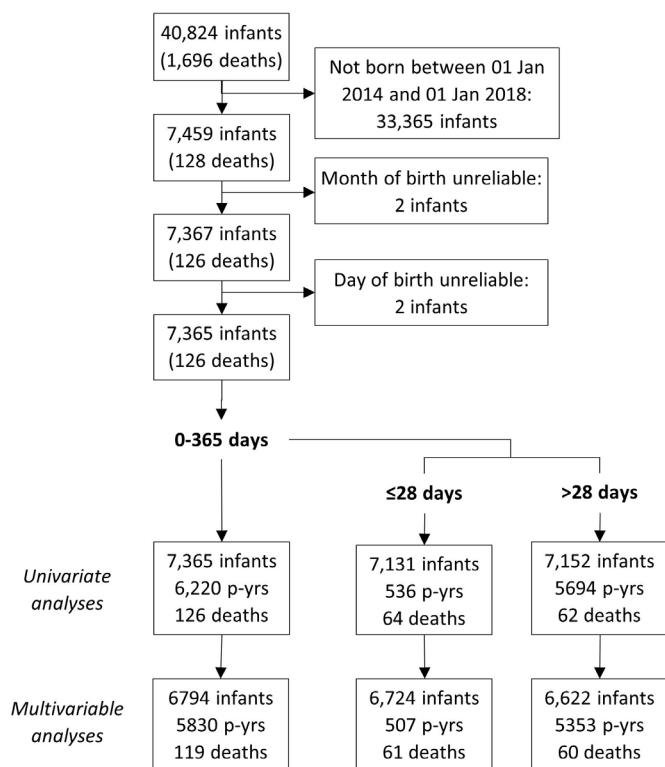 40,824 infants
(1,696 deaths)
Not born between 01 Jan
2014 and 01 Jan 2018:
33,365 infants
7,459 infants
(128 deaths)
Month of birth unreliable:
2 infants
7,367 infants
(126 deaths)
Day of birth unreliable:
2 infants
7,365 infants
(126 deaths)
0-365 days
≤28 days
>28 days
Univariate
analyses
7,365 infants
6,220 p-yrs
126 deaths
7,131 infants
536 p-yrs
64 deaths
7,152 infants
5694 p-yrs
62 deaths
Multivariable
analyses
6794 infants
5830 p-yrs
119 deaths
6,724 infants
507 p-yrs
61 deaths
6,622 infants
5353 p-yrs
60 deaths